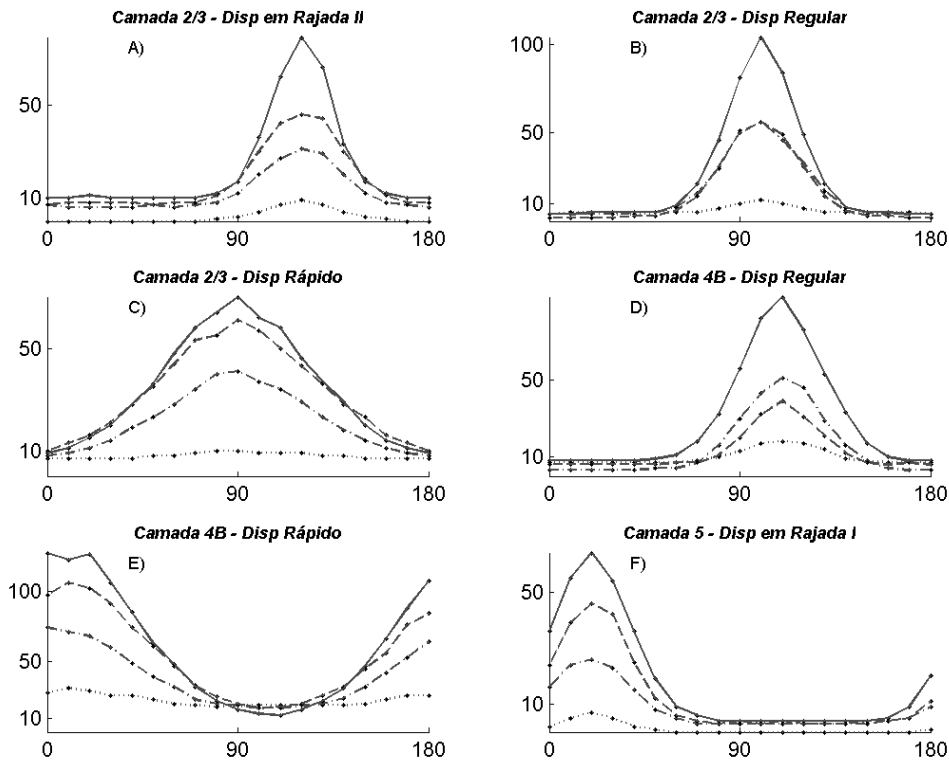 Camada 2/3 - Disp em Rajada II
A)
50
10
0
90
180
Camada 2/3 - Disp Regular
B)
100
50
10
0
90
180
Camada 2/3 - Disp Rápido
C)
50
10
0
90
180
Camada 4B - Disp Regular
D)
50
10
0
90
180
Camada 4B - Disp Rápido
E)
100
50
10
0
90
180
Camada 5 - Disp em Rajada I
F)
50
10
0
90
180